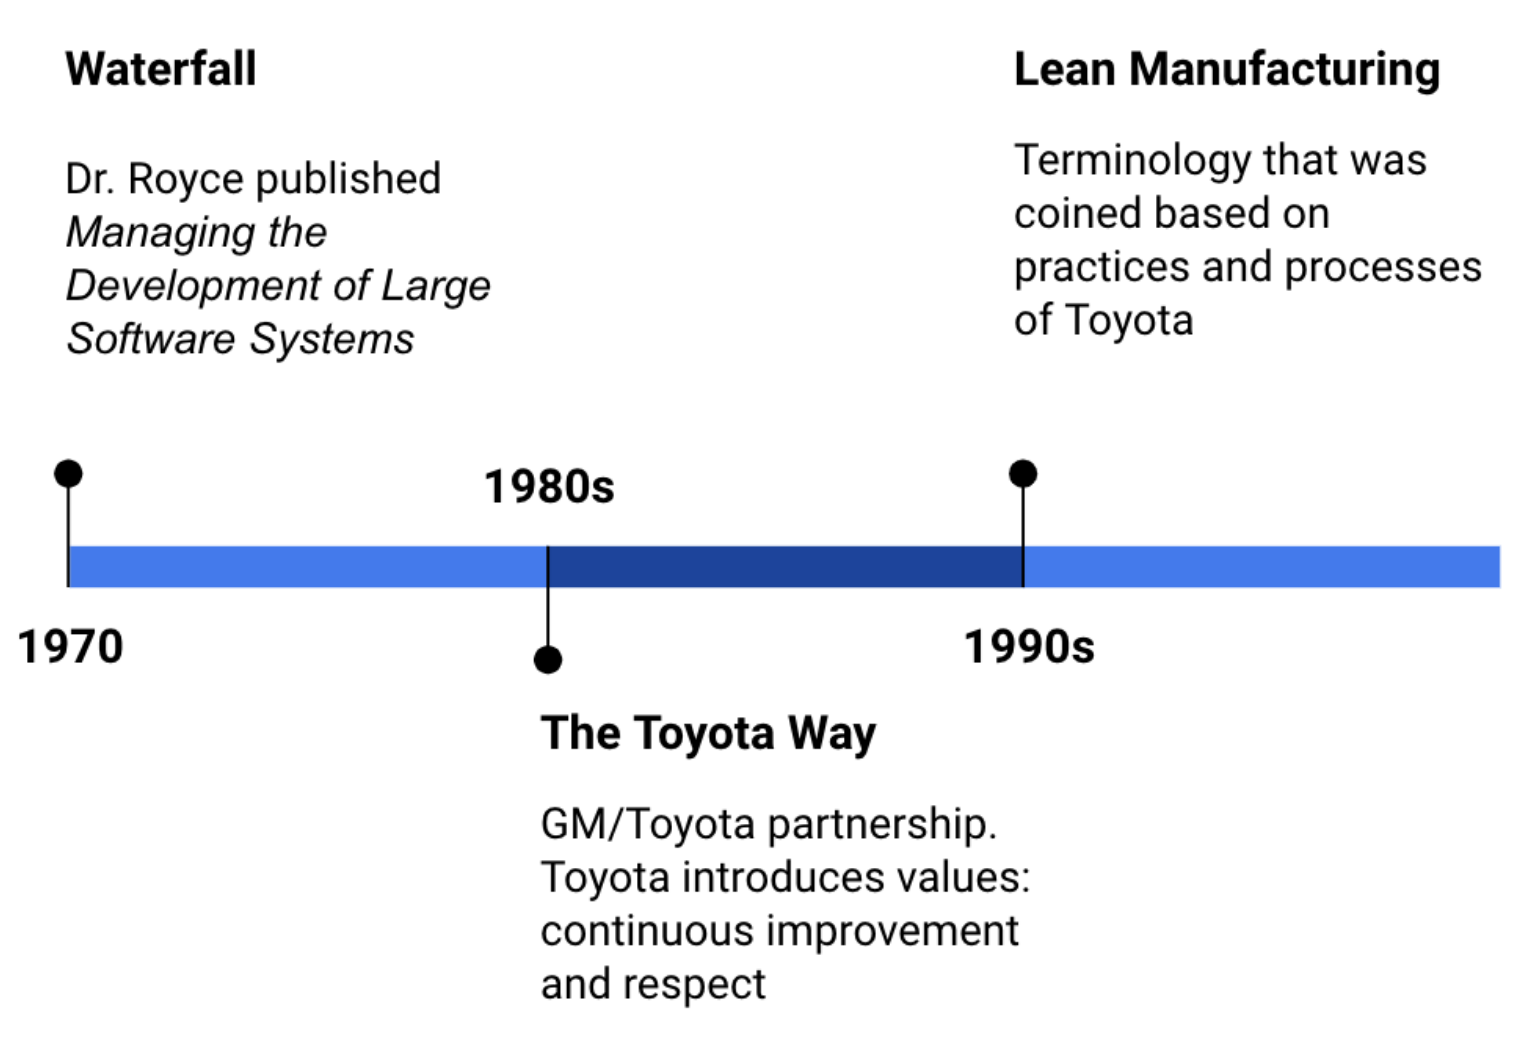 Waterfall
Dr. Royce published
Managing the
Development of Large
Software Systems
Lean Manufacturing
Terminology that was
coined based on
practices and processes
of Toyota
1980s
1970
1990s
The Toyota Way
GM/Toyota partnership.
Toyota introduces values:
continuous improvement
and respect